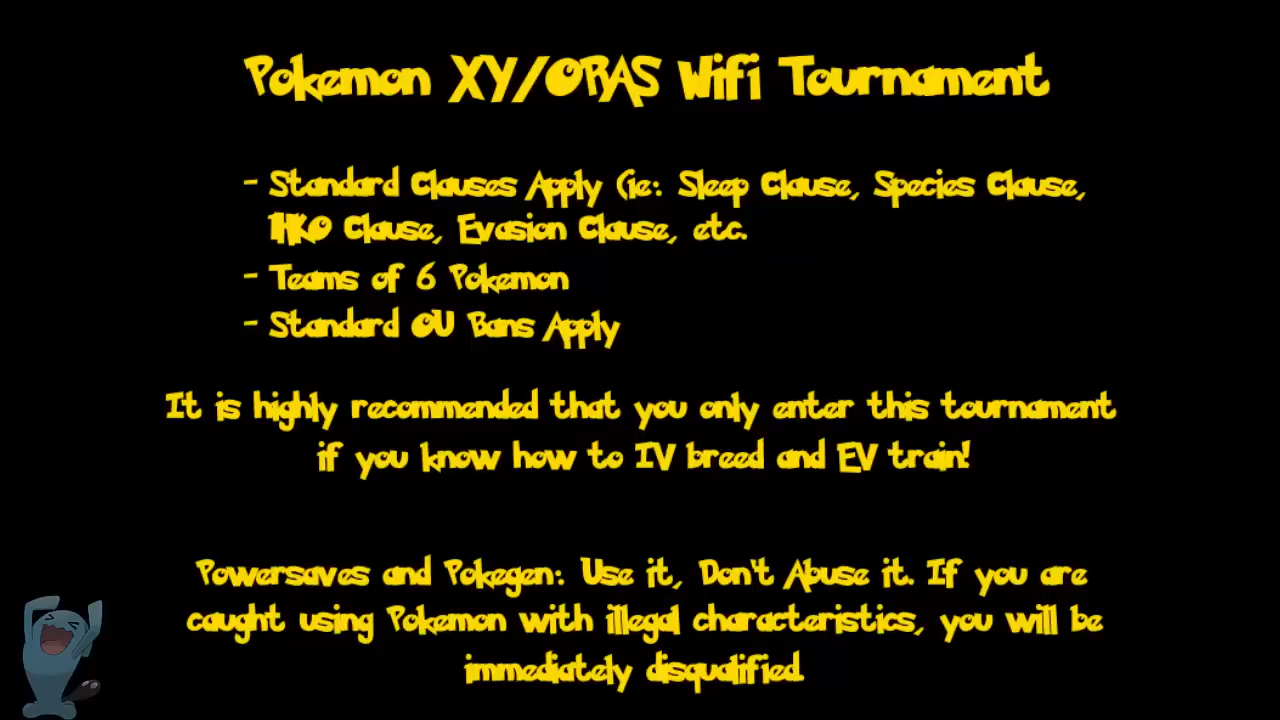 Pokemon XY/ORAS Wifi Tournament
- Standard Clauses Apply (ie: Sleep Clause, Species Clause,
1HKO Clause, Evasion Clause, etc.
- Teams of 6 Pokemon
- Standard OU Bans Apply
It is highly recommended that you only enter this tournament
if you know how to IV breed and EV train!
Powersaves and Pokegen: Use it, Don't Abuse it. If you are
caught using Pokemon with illegal characteristics, you will be
immediately disqualified.